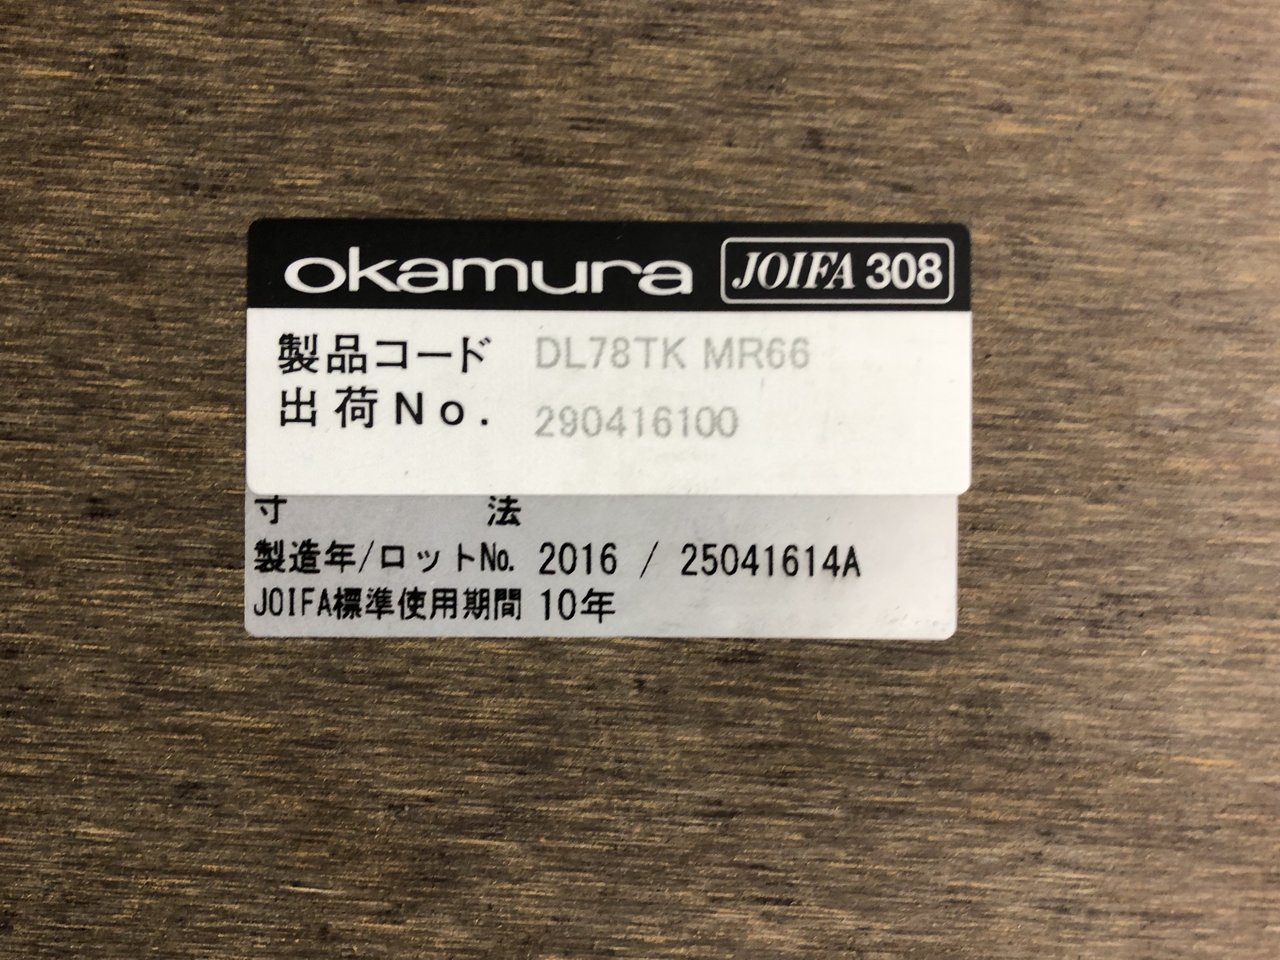 okamura JOIFA 308
製品コード DL78TK MR66
出荷No. 290416100
寸 法
製造年/ロット№. 2016 / 25041614A
JOIFA標準使用期間 10年